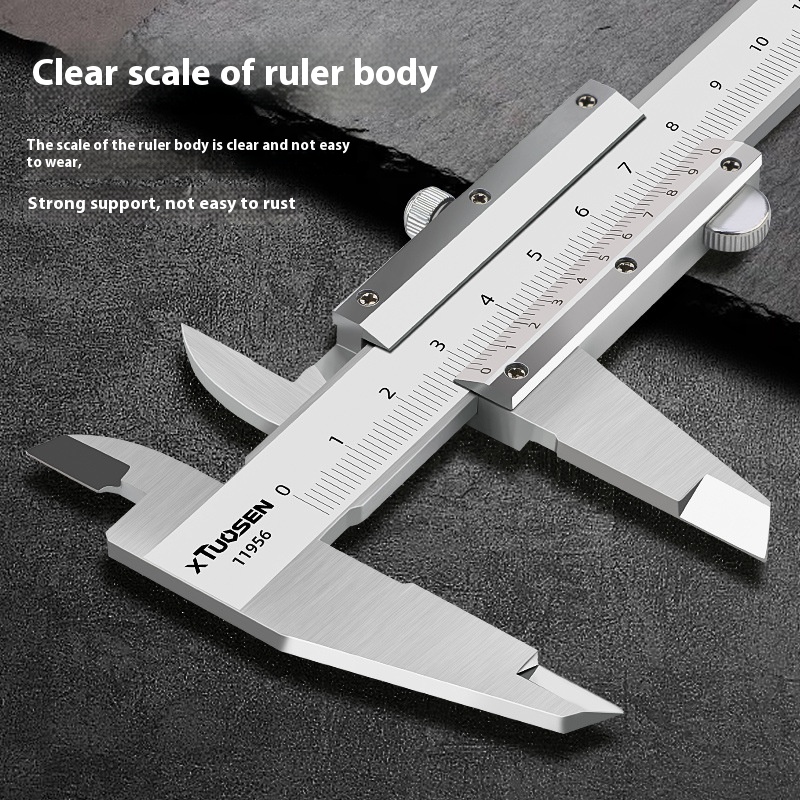 Clear scale of ruler body
The scale of the ruler body is clear and not easy
to wear,
Strong support, not easy to rust
0 1 2 3 4 5 6 7 8 9 10
0 1 2 3 4 5 6 7 8 9 0
XTUOSEN
11956